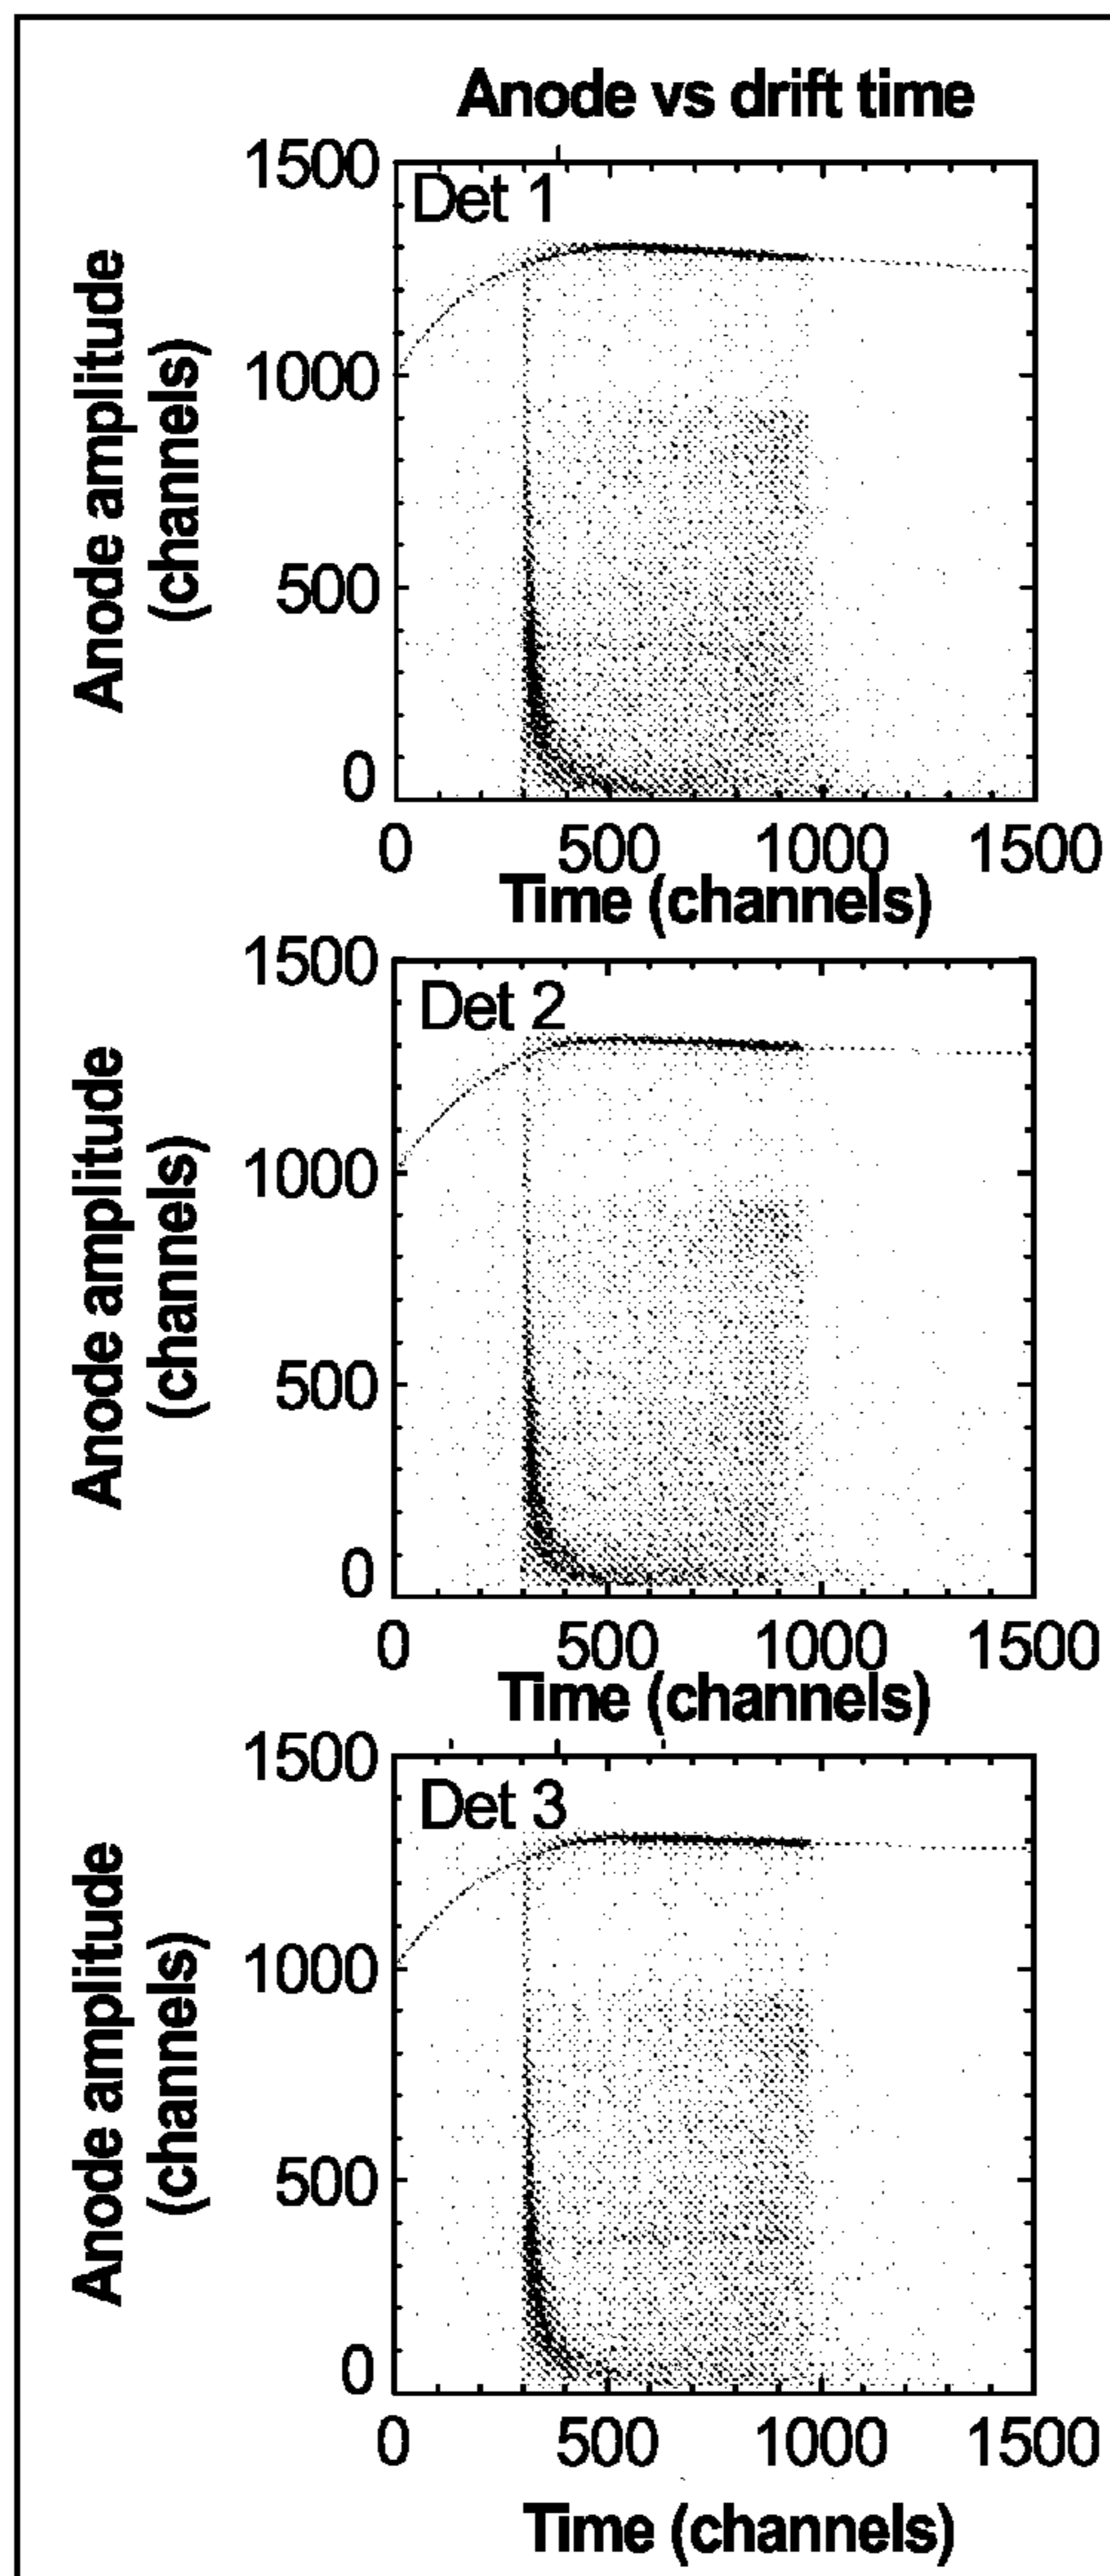 Anode vs drift time
1500
Det 1
1000
500
0
Anode amplitude
(channels)
0 500 1000 1500
Time (channels)
1500
Det 2
1000
500
0
Anode amplitude
(channels)
0 500 1000 1500
Time (channels)
1500
Det 3
1000
500
0
Anode amplitude
(channels)
0 500 1000 1500
Time (channels)